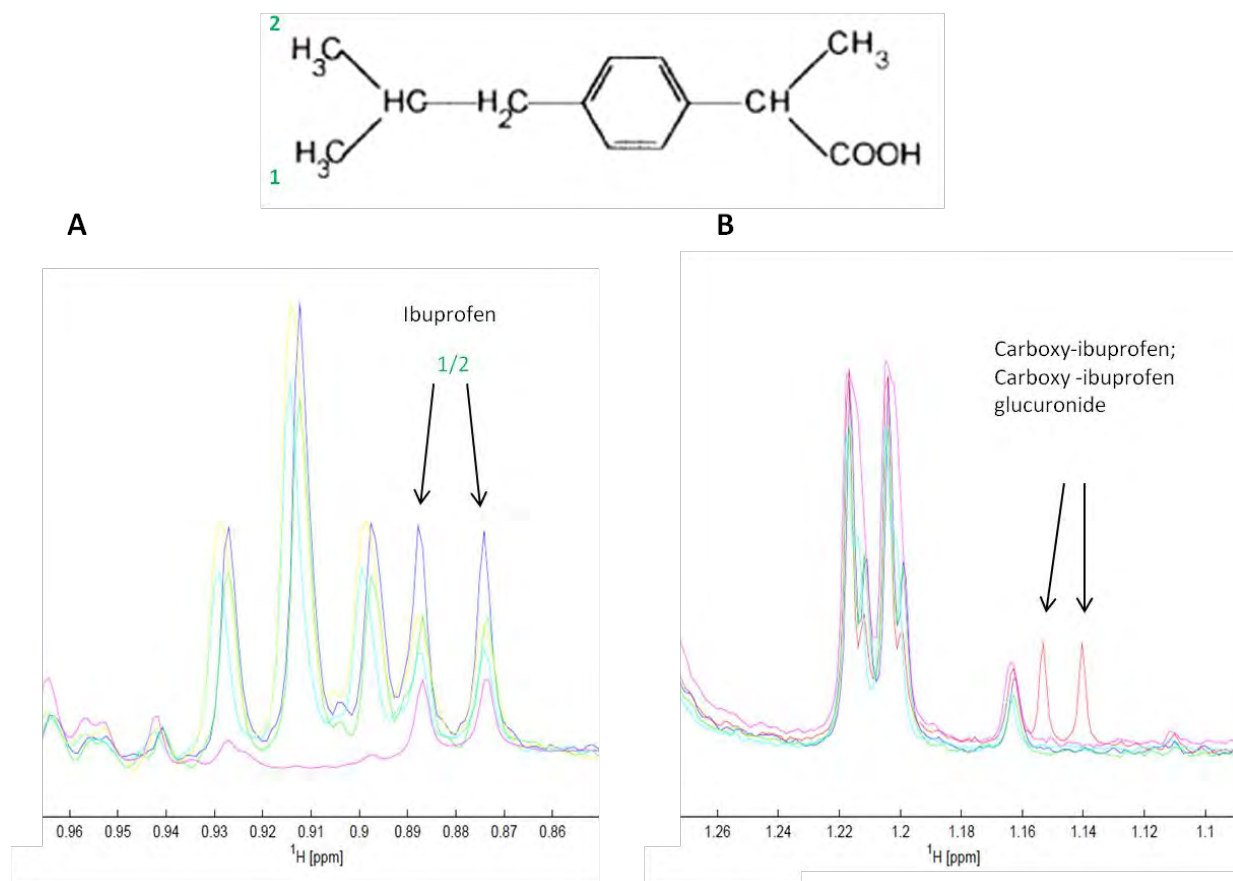 2
H3C
CH3
HC
H2C
CH
H3C
COOH
1
A
B
Ibuprofen
1/2
Carboxy-ibuprofen;
Carboxy -ibuprofen
glucuronide
0.96 0.95 0.94 0.93 0.92 0.91 0.9 0.89 0.88 0.87 0.86
1H [ppm]
1.26 1.24 1.22 1.2 1.18 1.16 1.14 1.12 1.1
1H [ppm]